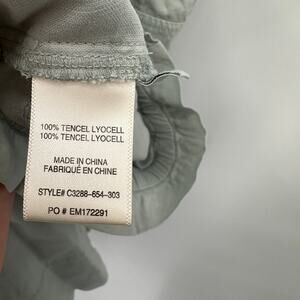 100% TENCEL LYOCELL
100% TENCEL LYOCELL
MADE IN CHINA
FABRIQUÉ EN CHINE
STYLE# C3288-654-303
PO # EM172291